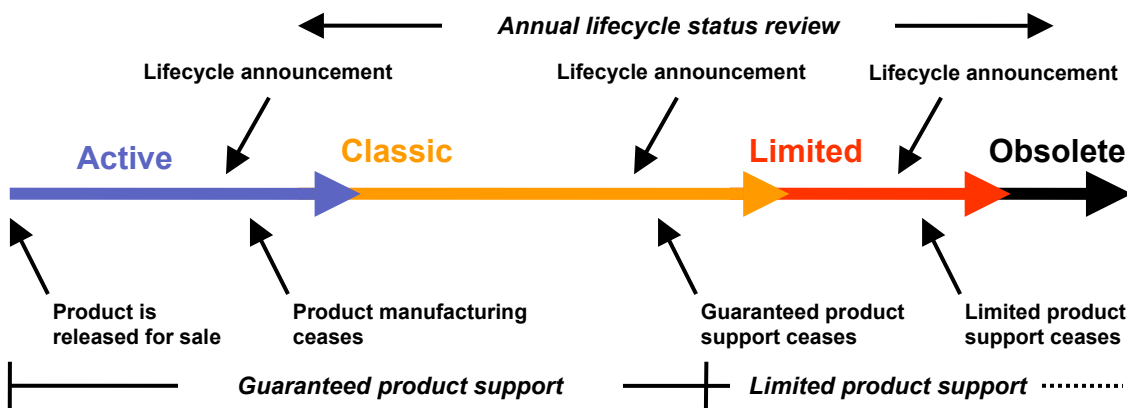 Annual lifecycle status review
Lifecycle announcement
Lifecycle announcement
Lifecycle announcement
Active
Classic
Limited
Obsolete
Product is
released for sale
Product manufacturing
ceases
Guaranteed product
support ceases
Limited product
support ceases
Guaranteed product support
Limited product support